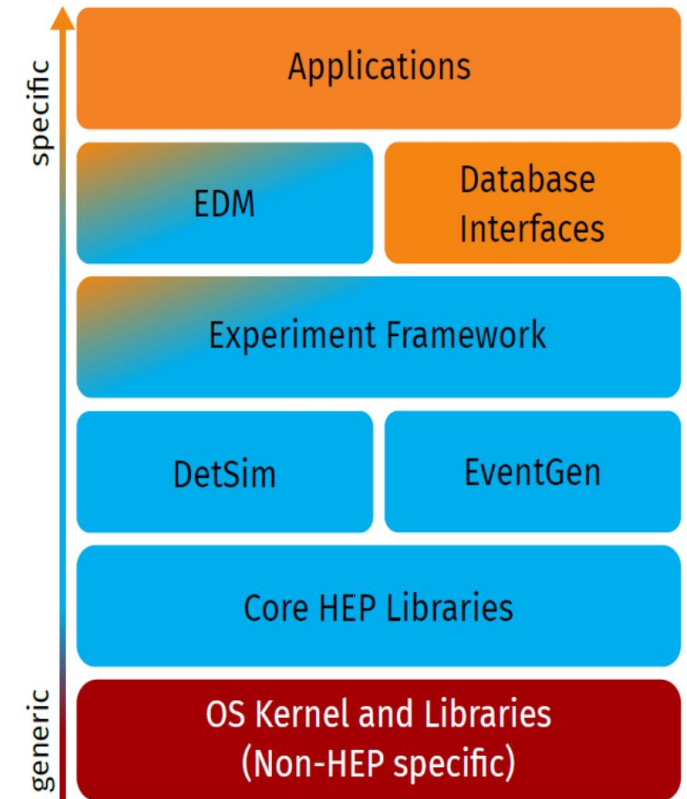 specific
Applications
EDM
Database
Interfaces
Experiment Framework
DetSim
EventGen
Core HEP Libraries
generic
OS Kernel and Libraries
(Non-HEP specific)